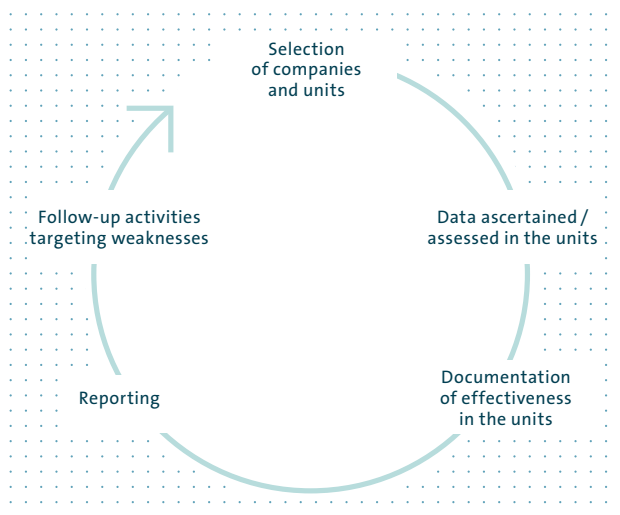 Selection
of companies
and units
Data ascertained /
assessed in the units
Documentation
of effectiveness
in the units
Reporting
Follow-up activities
targeting weaknesses